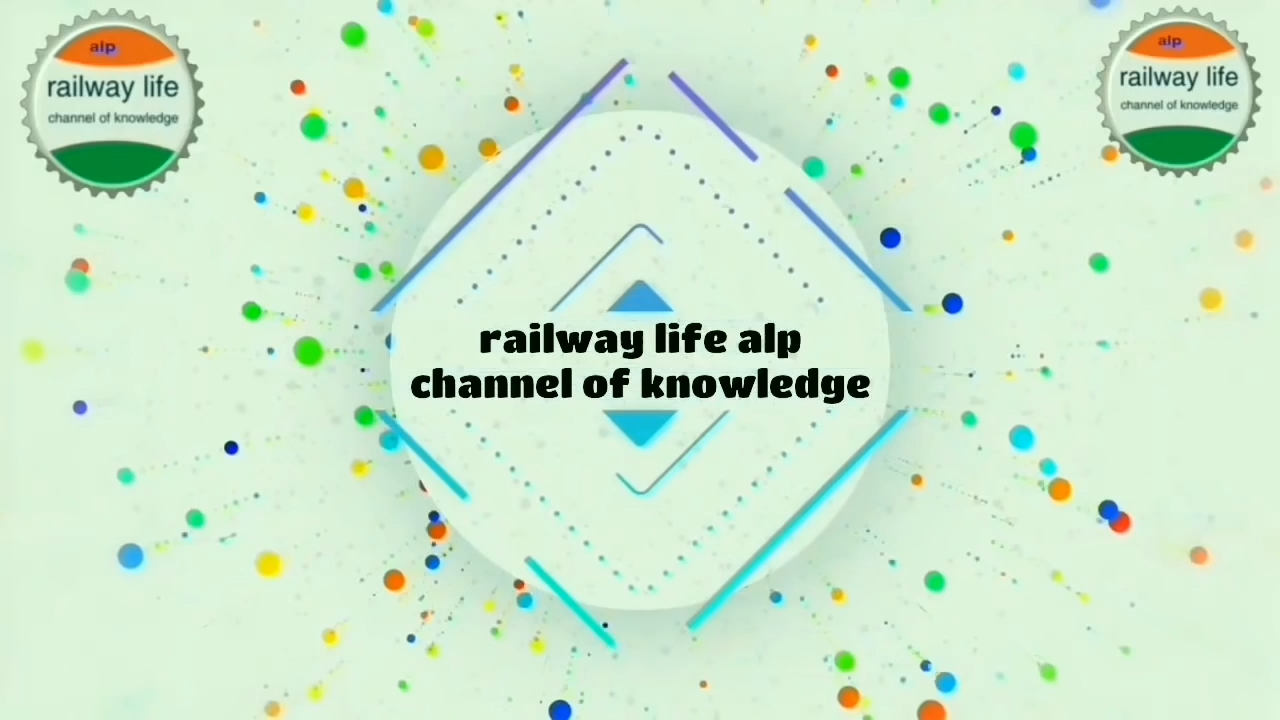 alp
railway life
channel of knowledge
alp
railway life
channel of knowledge
railway life alp
channel of knowledge